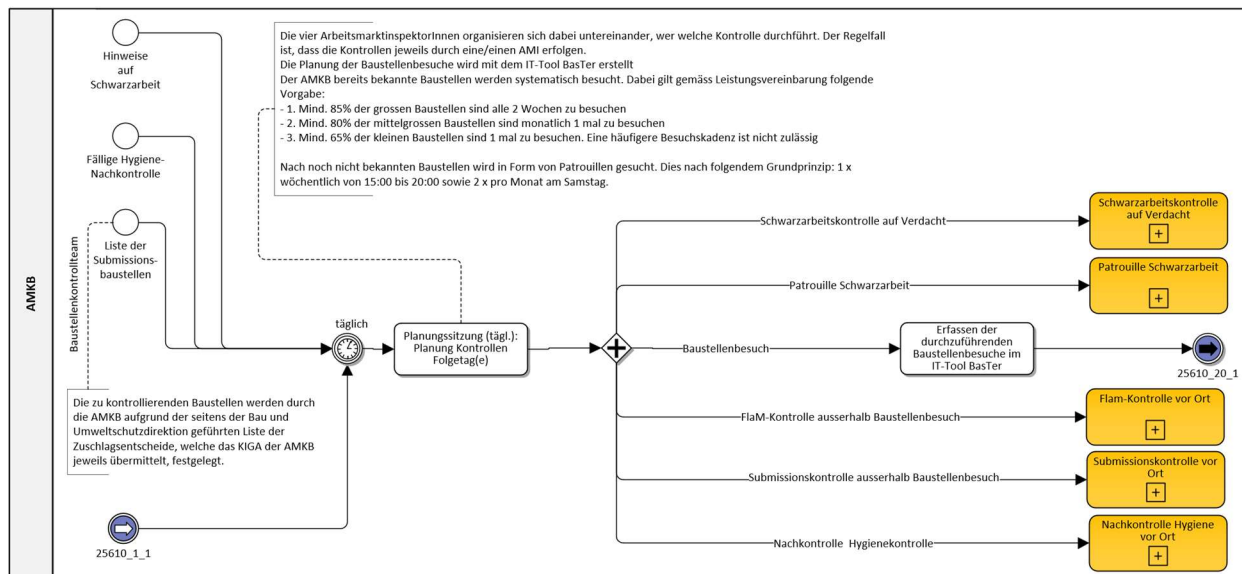 AMKB
Baustellenkontrollteam
Hinweise
auf
Schwarzarbeit
Fällige Hygiene-
Nachkontrolle
Liste der
Submissions-
baustellen
Die vier ArbeitsmarktinspektorInnen organisieren sich dabei untereinander, wer welche Kontrolle durchführt. Der Regelfall
ist, dass die Kontrollen jeweils durch eine/einen AMI erfolgen.
Die Planung der Baustellenbesuche wird mit dem IT-Tool BasTer erstellt
Der AMKB bereits bekannte Baustellen werden systematisch besucht. Dabei gilt gemäss Leistungsvereinbarung folgende
Vorgabe:
- 1. Mind. 85% der grossen Baustellen sind alle 2 Wochen zu besuchen
- 2. Mind. 80% der mittelgrossen Baustellen sind monatlich 1 mal zu besuchen
- 3. Mind. 65% der kleinen Baustellen sind 1 mal zu besuchen. Eine häufigere Besuchskadenz ist nicht zulässig
Nach noch nicht bekannten Baustellen wird in Form von Patrouillen gesucht. Dies nach folgendem Grundprinzip: 1 x
wöchentlich von 15:00 bis 20:00 sowie 2 x pro Monat am Samstag.
Die zu kontrollierenden Baustellen werden durch
die AMKB aufgrund der seitens der Bau und
Umweltschutzdirektion geführten Liste der
Zuschlagsentscheide, welche das KIGA der AMKB
jeweils übermittelt, festgelegt.
25610_1_1
täglich
Planungssitzung (tägl.):
Planung Kontrollen
Folgetag(e)
Schwarzarbeitskontrolle auf Verdacht
Schwarzarbeitskontrolle
auf Verdacht
Patrouille Schwarzarbeit
Patrouille Schwarzarbeit
Baustellenbesuch
Erfassen der
durchzuführenden
Baustellenbesuche im
IT-Tool BasTer
25610_20_1
FlaM-Kontrolle ausserhalb Baustellenbesuch
Flam-Kontrolle vor Ort
Submissionskontrolle ausserhalb Baustellenbesuch
Submissionskontrolle vor
Ort
Nachkontrolle Hygienekontrolle
Nachkontrolle Hygiene
vor Ort